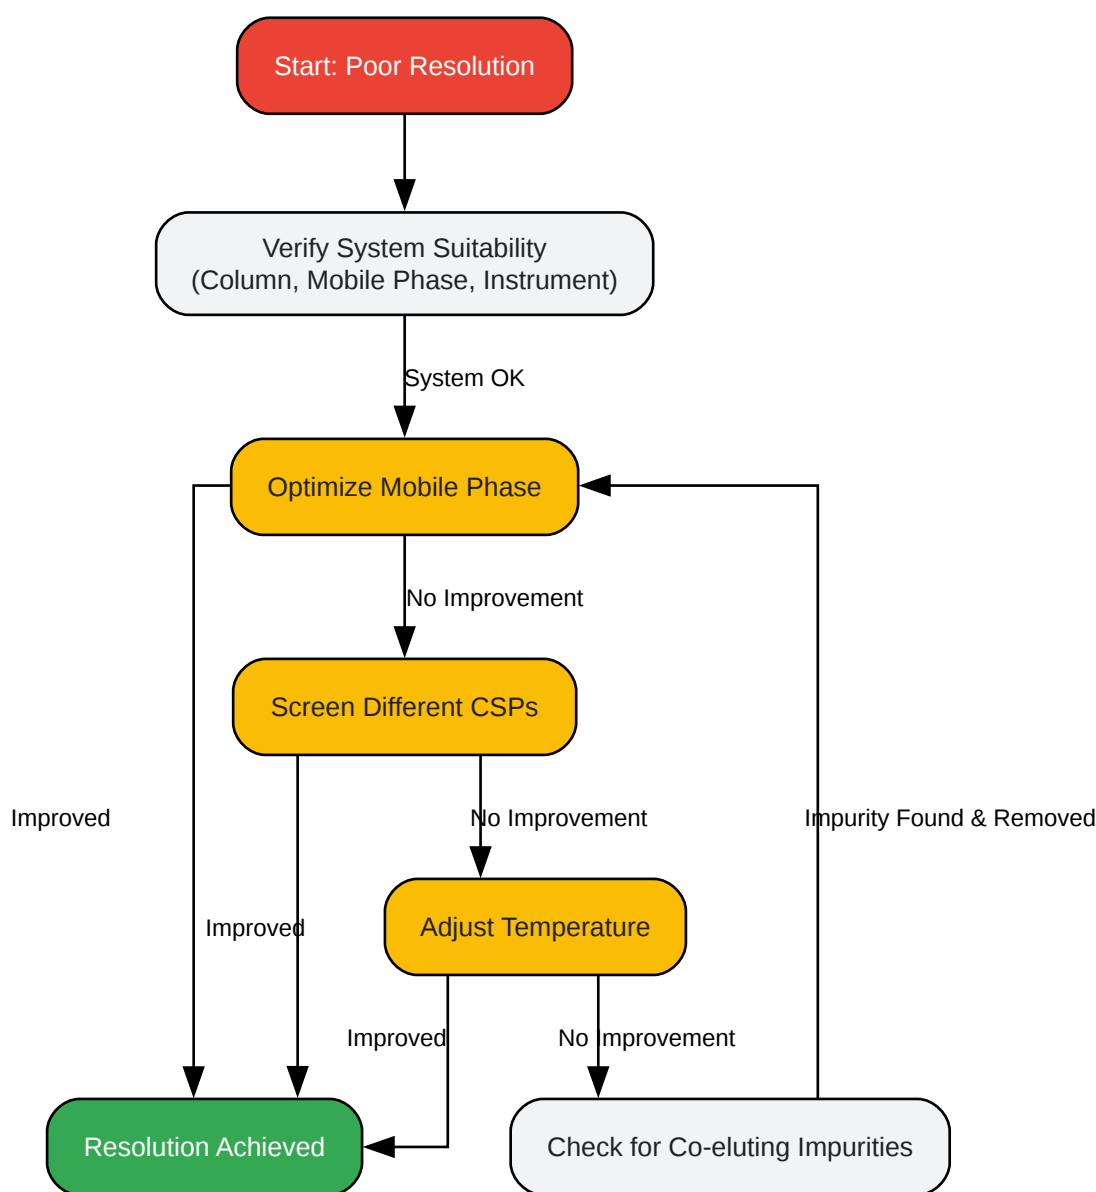 Start: Poor Resolution
Verify System Suitability
(Column, Mobile Phase, Instrument)
System OK
Optimize Mobile Phase
No Improvement
Screen Different CSPs
Improved
No Improvement
Impurity Found & Removed
Improved
Adjust Temperature
Improved
No Improvement
Resolution Achieved
Check for Co-eluting Impurities